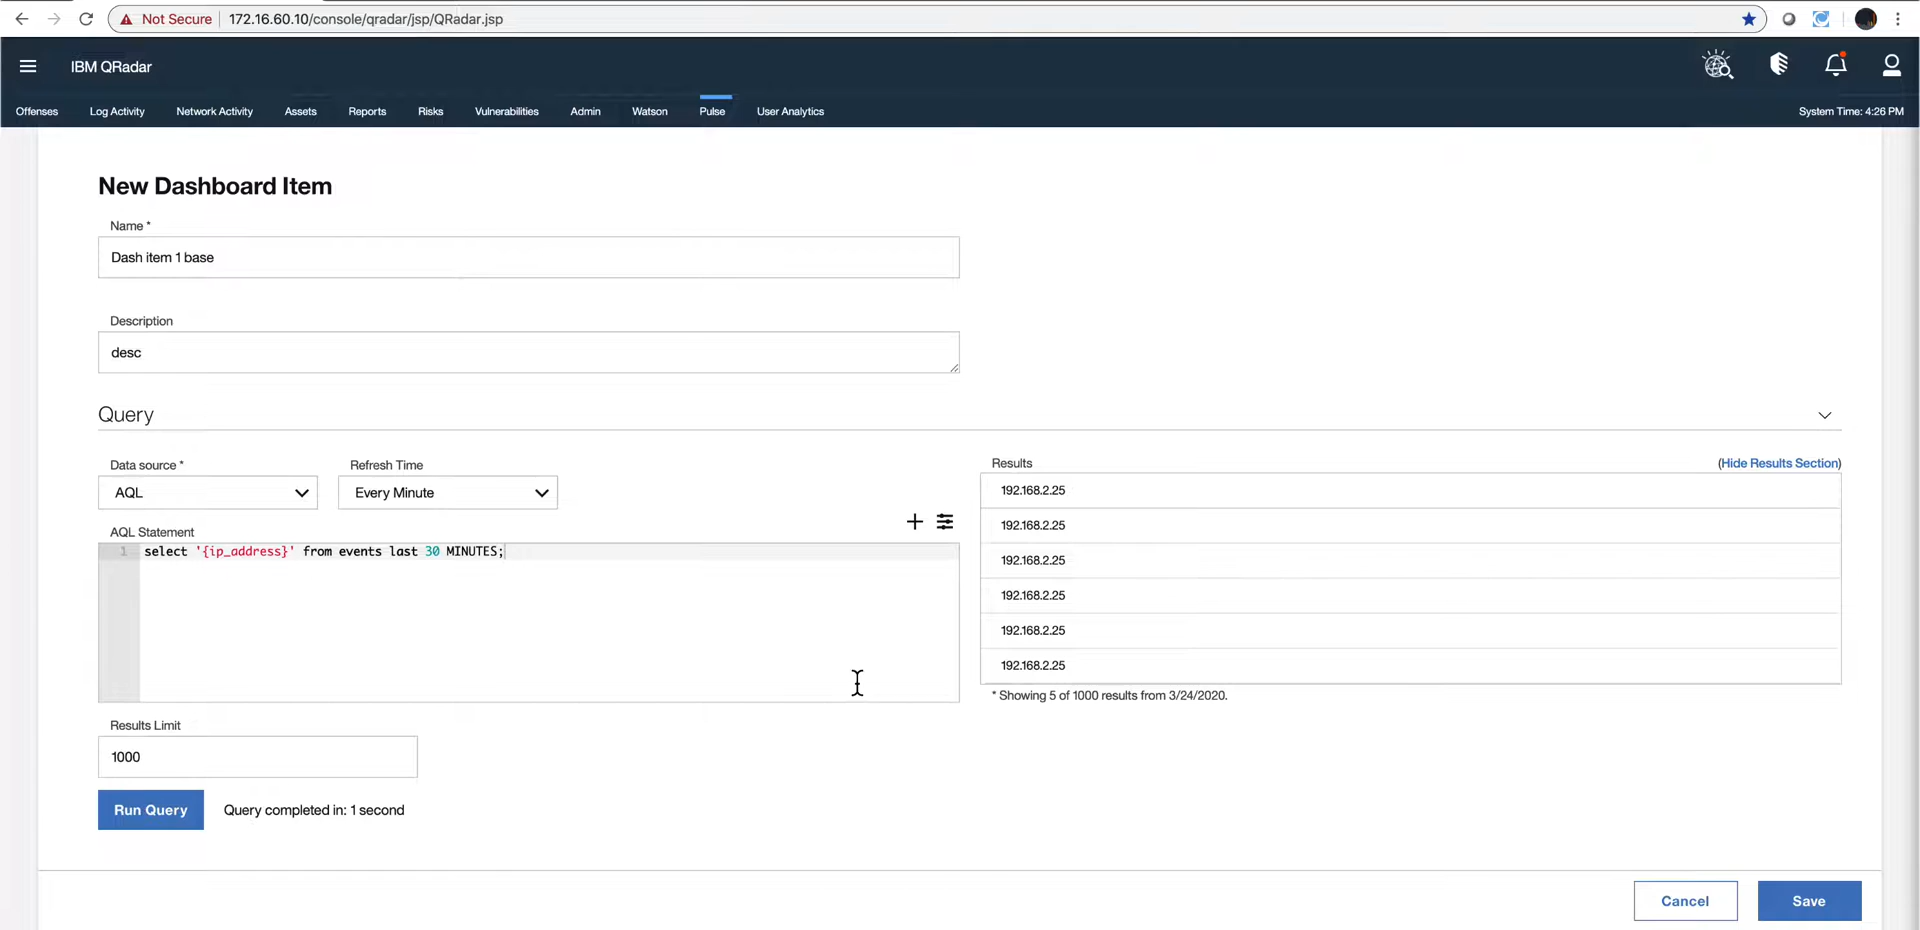 Not Secure 172.16.60.10/console/qradar/jsp/QRadar.jsp
IBM QRadar
Offenses Log Activity Network Activity Assets Reports Risks Vulnerabilities Admin Watson Pulse User Analytics System Time: 4:26 PM
New Dashboard Item
Name *
Dash item 1 base
Description
desc
Query
Data source * Refresh Time
AQL Every Minute
AQL Statement
1 select '{ip_address}' from events last 30 MINUTES;
Results Limit
1000
Run Query Query completed in: 1 second
Results (Hide Results Section)
192.168.2.25
192.168.2.25
192.168.2.25
192.168.2.25
192.168.2.25
192.168.2.25
* Showing 5 of 1000 results from 3/24/2020.
Cancel Save